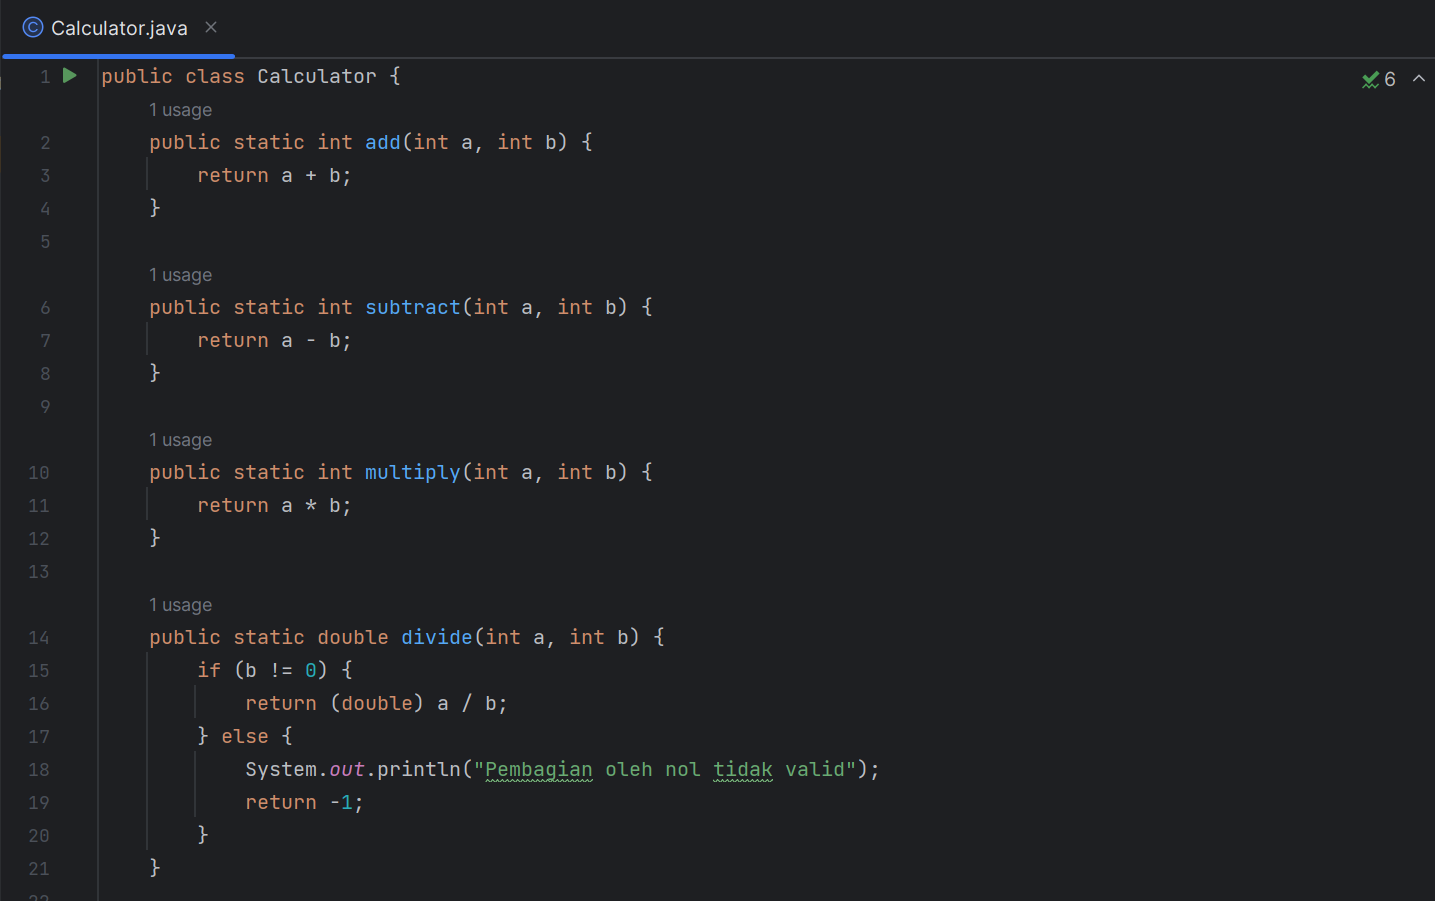 Calculator.java
1 public class Calculator {
6
1 usage
2 public static int add(int a, int b) {
3 return a + b;
4 }
5
1 usage
6 public static int subtract(int a, int b) {
7 return a - b;
8 }
9
1 usage
10 public static int multiply(int a, int b) {
11 return a * b;
12 }
13
1 usage
14 public static double divide(int a, int b) {
15 if (b != 0) {
16 return (double) a / b;
17 } else {
18 System.out.println("Pembagian oleh nol tidak valid");
19 return -1;
20 }
21 }
22